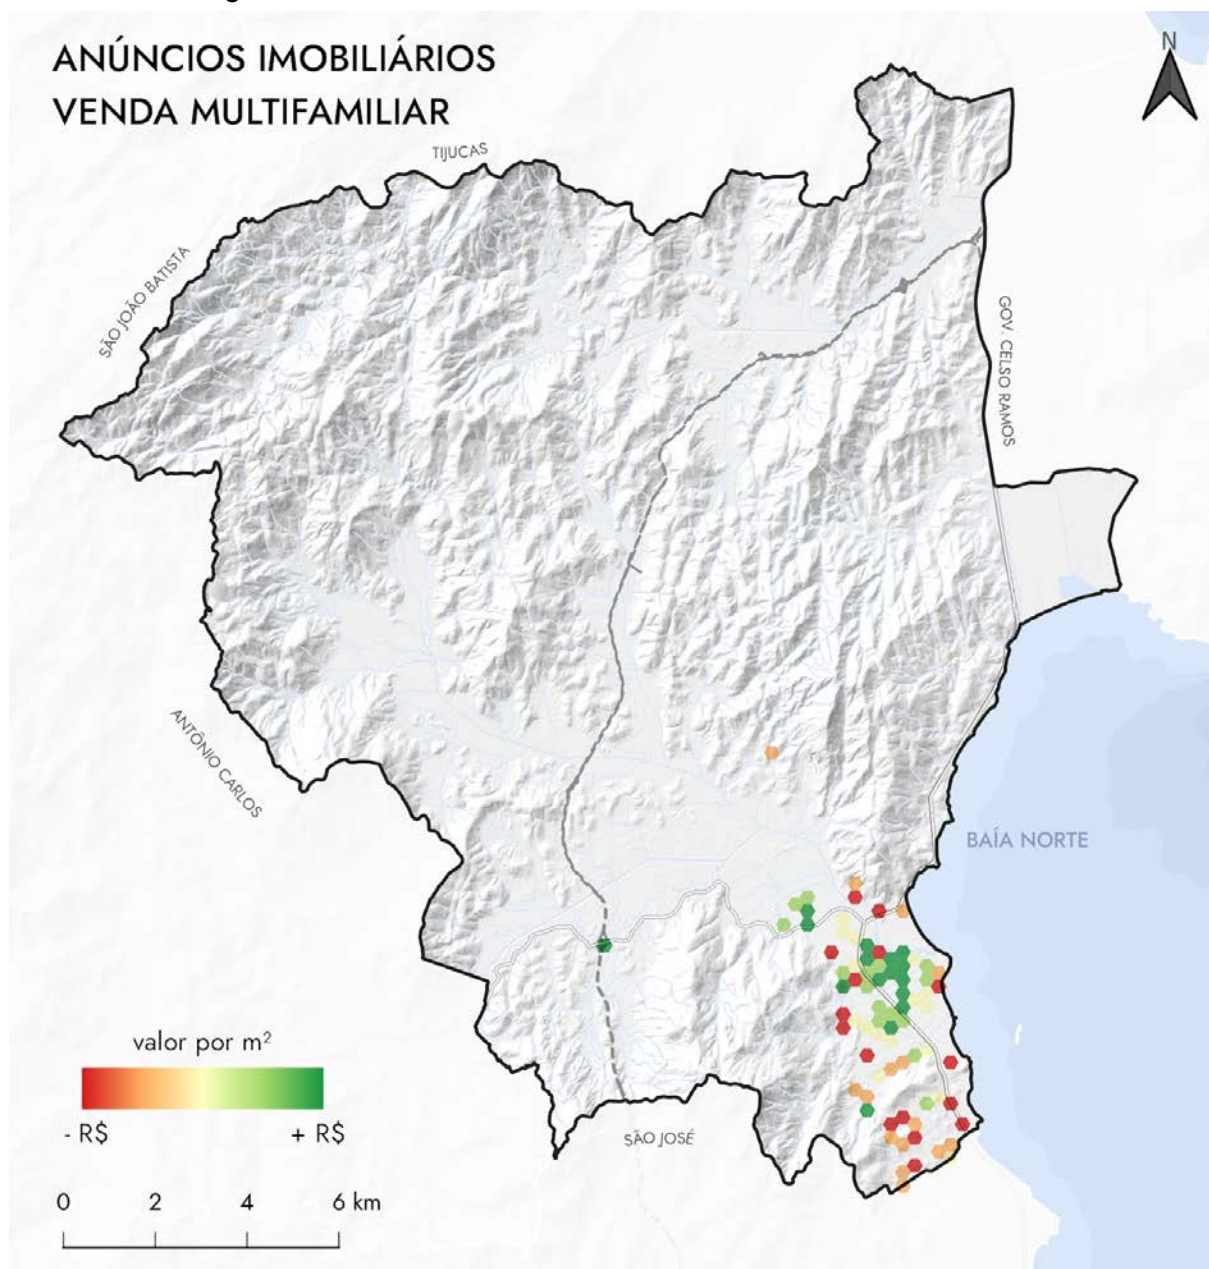 ANÚNCIOS IMOBILIÁRIOS
VENDA MULTIFAMILIAR
N
TIJUCAS
SÃO JOÃO BATISTA
GOV. CELSO RAMOS
ANTÔNIO CARLOS
BAÍA NORTE
valor por m²
- R$ + R$
SÃO JOSÉ
0 2 4 6 km